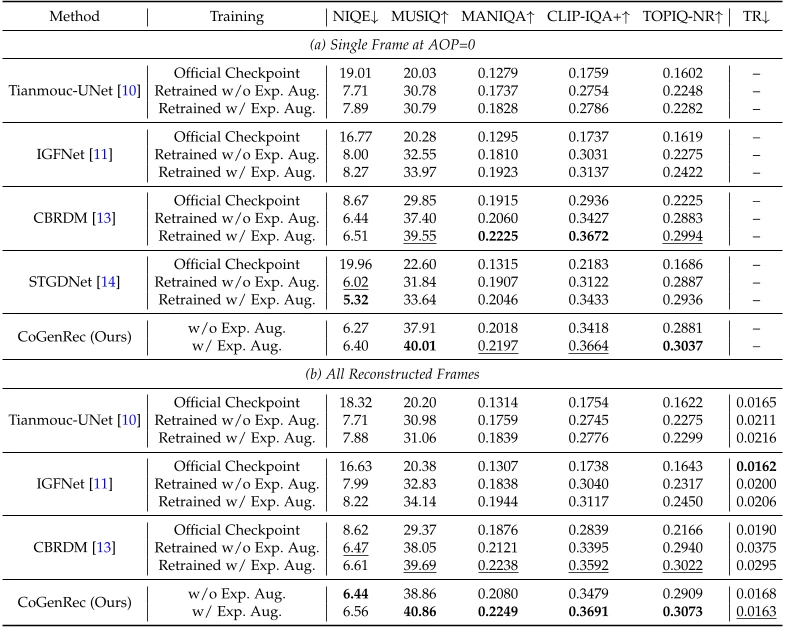 Method Training NIQE↓ MUSIQ↑ MANIQA↑ CLIP-IQA+↑ TOPIQ-NR↑ TR↓
(a) Single Frame at AOP=0
Official Checkpoint 19.01 20.03 0.1279 0.1759 0.1602 –
Tianmouc-UNet [10] Retrained w/o Exp. Aug. 7.71 30.78 0.1737 0.2754 0.2248 –
Retrained w/ Exp. Aug. 7.89 30.79 0.1828 0.2786 0.2282 –
Official Checkpoint 16.77 20.28 0.1295 0.1737 0.1619 –
IGFNet [11] Retrained w/o Exp. Aug. 8.00 32.55 0.1810 0.3031 0.2275 –
Retrained w/ Exp. Aug. 8.27 33.97 0.1923 0.3137 0.2422 –
Official Checkpoint 8.67 29.85 0.1915 0.2936 0.2225 –
CBRDM [13] Retrained w/o Exp. Aug. 6.44 37.40 0.2060 0.3427 0.2883 –
Retrained w/ Exp. Aug. 6.51 39.55 0.2225 0.3672 0.2994 –
Official Checkpoint 19.96 22.60 0.1315 0.2183 0.1686 –
STGDNet [14] Retrained w/o Exp. Aug. 6.02 31.84 0.1907 0.3122 0.2887 –
Retrained w/ Exp. Aug. 5.32 33.64 0.2046 0.3433 0.2936 –
CoGenRec (Ours) w/o Exp. Aug. 6.27 37.91 0.2018 0.3418 0.2881 –
w/ Exp. Aug. 6.40 40.01 0.2197 0.3664 0.3037 –
(b) All Reconstructed Frames
Official Checkpoint 18.32 20.20 0.1314 0.1754 0.1622 0.0165
Tianmouc-UNet [10] Retrained w/o Exp. Aug. 7.71 30.98 0.1759 0.2745 0.2275 0.0211
Retrained w/ Exp. Aug. 7.88 31.06 0.1839 0.2776 0.2299 0.0216
Official Checkpoint 16.63 20.38 0.1307 0.1738 0.1643 0.0162
IGFNet [11] Retrained w/o Exp. Aug. 7.99 32.83 0.1838 0.3040 0.2317 0.0200
Retrained w/ Exp. Aug. 8.22 34.14 0.1944 0.3117 0.2450 0.0206
Official Checkpoint 8.62 29.37 0.1876 0.2839 0.2166 0.0190
CBRDM [13] Retrained w/o Exp. Aug. 6.47 38.05 0.2121 0.3395 0.2940 0.0375
Retrained w/ Exp. Aug. 6.61 39.69 0.2238 0.3592 0.3022 0.0295
CoGenRec (Ours) w/o Exp. Aug. 6.44 38.86 0.2080 0.3479 0.2909 0.0168
w/ Exp. Aug. 6.56 40.86 0.2249 0.3691 0.3073 0.0163